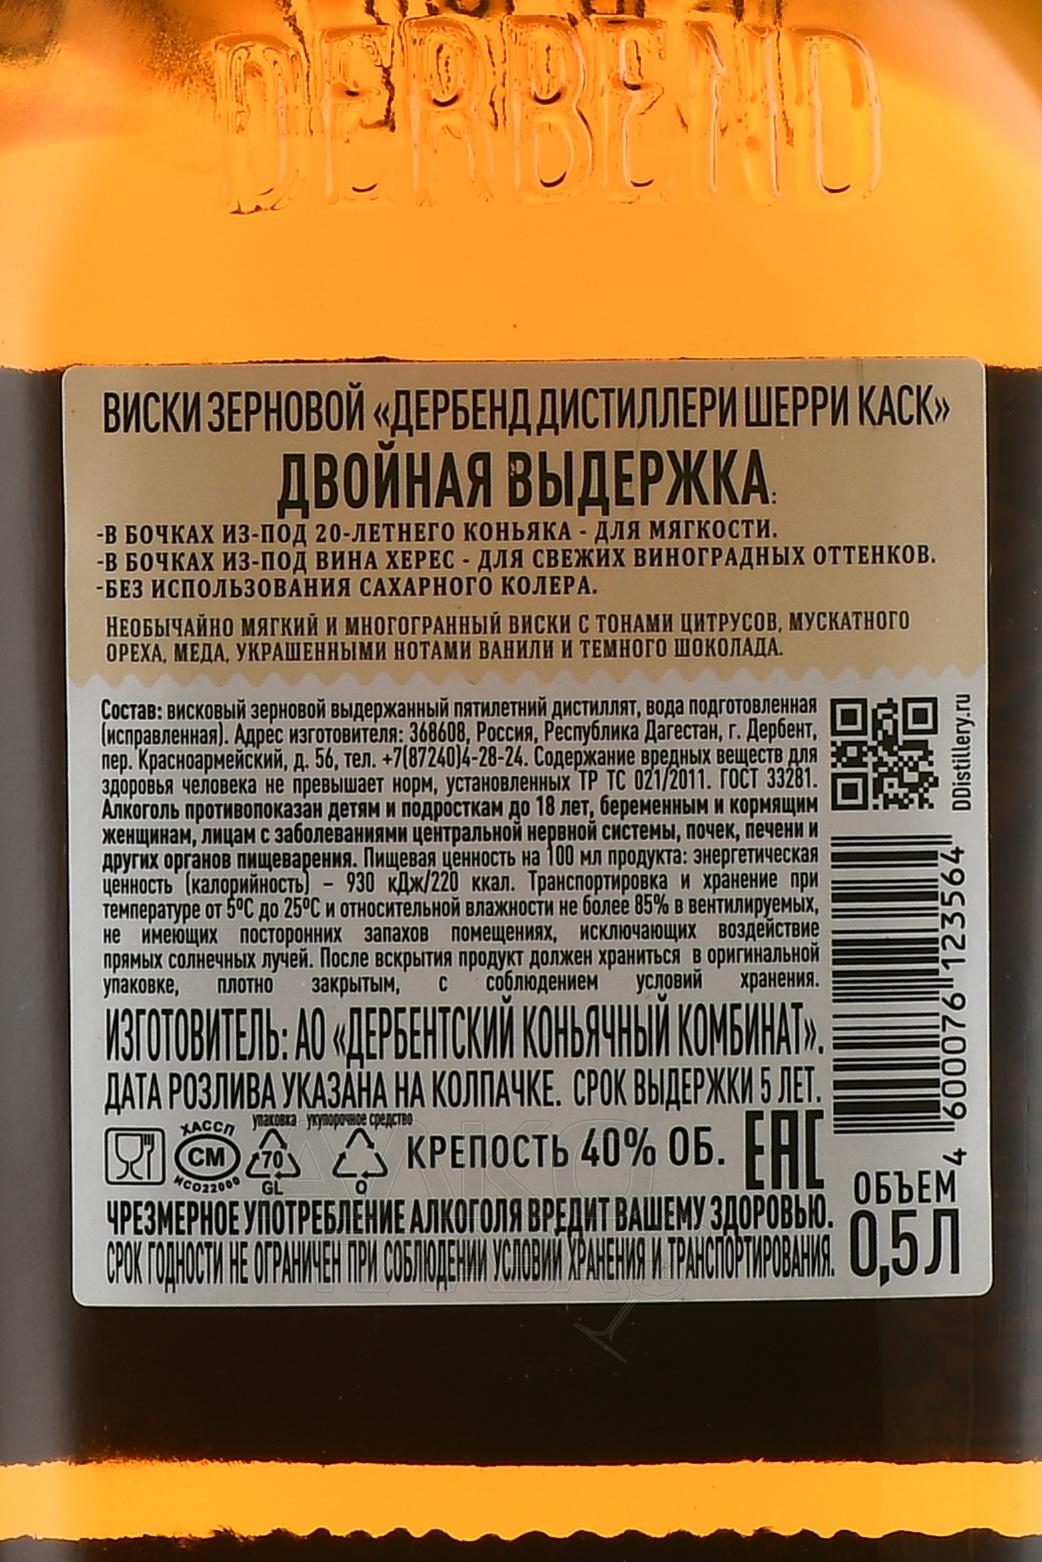 DERBEND
ВИСКИ ЗЕРНОВОЙ «ДЕРБЕНД ДИСТИЛЛЕРИ ШЕРРИ КАСК»
ДВОЙНАЯ ВЫДЕРЖКА:
-В БОЧКАХ ИЗ-ПОД 20-ЛЕТНЕГО КОНЬЯКА - ДЛЯ МЯГКОСТИ.
-В БОЧКАХ ИЗ-ПОД ВИНА ХЕРЕС - ДЛЯ СВЕЖИХ ВИНОГРАДНЫХ ОТТЕНКОВ.
-БЕЗ ИСПОЛЬЗОВАНИЯ САХАРНОГО КОЛЕРА.
НЕОБЫЧАЙНО МЯГКИЙ И МНОГОГРАННЫЙ ВИСКИ С ТОНАМИ ЦИТРУСОВ, МУСКАТНОГО
ОРЕХА, МЕДА, УКРАШЕННЫМИ НОТАМИ ВАНИЛИ И ТЕМНОГО ШОКОЛАДА.
Состав: висковый зерновой выдержанный пятилетний дистиллят, вода подготовленная
(исправленная). Адрес изготовителя: 368608, Россия, Республика Дагестан, г. Дербент,
пер. Красноармейский, д. 56, тел. +7(87240)4-28-24. Содержание вредных веществ для
здоровья человека не превышает норм, установленных ТР ТС 021/2011. ГОСТ 33281.
Алкоголь противопоказан детям и подросткам до 18 лет, беременным и кормящим
женщинам, лицам с заболеваниями центральной нервной системы, почек, печени и
других органов пищеварения. Пищевая ценность на 100 мл продукта: энергетическая
ценность (калорийность) – 930 кДж/220 ккал. Транспортировка и хранение при
температуре от 5ºС до 25ºС и относительной влажности не более 85% в вентилируемых,
не имеющих посторонних запахов помещениях, исключающих воздействие
прямых солнечных лучей. После вскрытия продукт должен храниться в оригинальной
упаковке, плотно закрытым, с соблюдением условий хранения.
ИЗГОТОВИТЕЛЬ: АО «ДЕРБЕНТСКИЙ КОНЬЯЧНЫЙ КОМБИНАТ».
ДАТА РОЗЛИВА УКАЗАНА НА КОЛПАЧКЕ. СРОК ВЫДЕРЖКИ 5 ЛЕТ.
ХАССП
СМ
ИСО22000
упаковка
70
GL
укупорочное средство
О
КРЕПОСТЬ 40% ОБ.
EAC
ЧРЕЗМЕРНОЕ УПОТРЕБЛЕНИЕ АЛКОГОЛЯ ВРЕДИТ ВАШЕМУ ЗДОРОВЬЮ.
СРОК ГОДНОСТИ НЕ ОГРАНИЧЕН ПРИ СОБЛЮДЕНИИ УСЛОВИЙ ХРАНЕНИЯ И ТРАНСПОРТИРОВАНИЯ.
DDistillery.ru
4 600076 123564
ОБЪЕМ
0,5Л